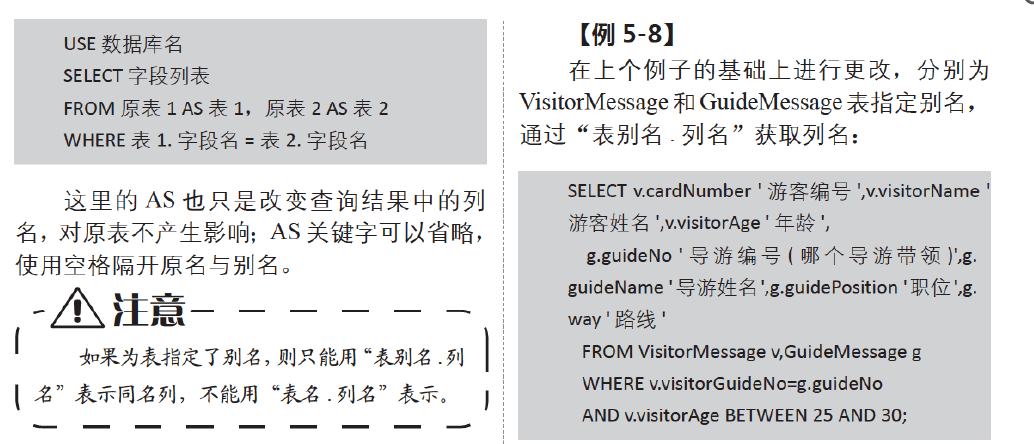 USE 数据库名
SELECT 字段列表
FROM 原表 1 AS 表 1，原表 2 AS 表 2
WHERE 表 1. 字段名 = 表 2. 字段名
这里的 AS 也只是改变查询结果中的列
名，对原表不产生影响；AS 关键字可以省略，
使用空格隔开原名与别名。
注意
如果为表指定了别名，则只能用“表别名 . 列
名”表示同名列，不能用“表名 . 列名”表示。
【例 5-8】
在上个例子的基础上进行更改，分别为
VisitorMessage 和 GuideMessage 表指定别名，
通过“表别名 . 列名”获取列名：
SELECT v.cardNumber ' 游客编号 ',v.visitorName '
游客姓名 ',v.visitorAge ' 年龄 ',
g.guideNo ' 导游编号 ( 哪个导游带领 )',g.
guideName ' 导游姓名 ',g.guidePosition ' 职位 ',g.
way ' 路线 '
FROM VisitorMessage v,GuideMessage g
WHERE v.visitorGuideNo=g.guideNo
AND v.visitorAge BETWEEN 25 AND 30;